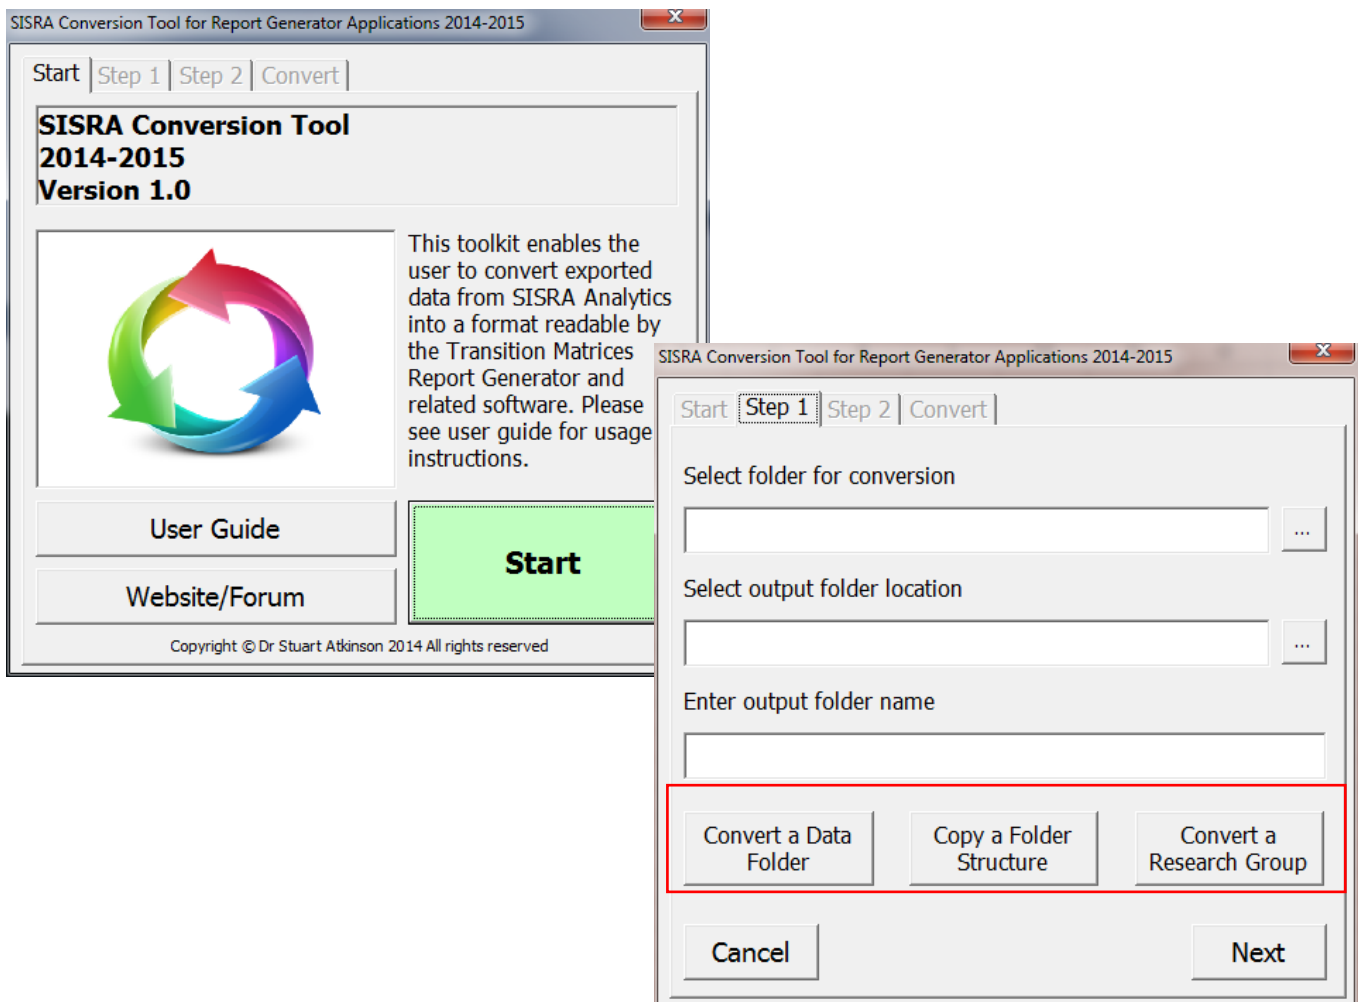 SISRA Conversion Tool for Report Generator Applications 2014-2015
x
Start
Step 1
Step 2
Convert
SISRA Conversion Tool
2014-2015
Version 1.0
This toolkit enables the
user to convert exported
data from SISRA Analytics
into a format readable by
the Transition Matrices
Report Generator and
related software. Please
see user guide for usage
instructions.
User Guide
Website/Forum
Start
Copyright © Dr Stuart Atkinson 2014 All rights reserved
SISRA Conversion Tool for Report Generator Applications 2014-2015
x
Start
Step 1
Step 2
Convert
Select folder for conversion
...
Select output folder location
...
Enter output folder name
Convert a Data
Folder
Copy a Folder
Structure
Convert a
Research Group
Cancel
Next